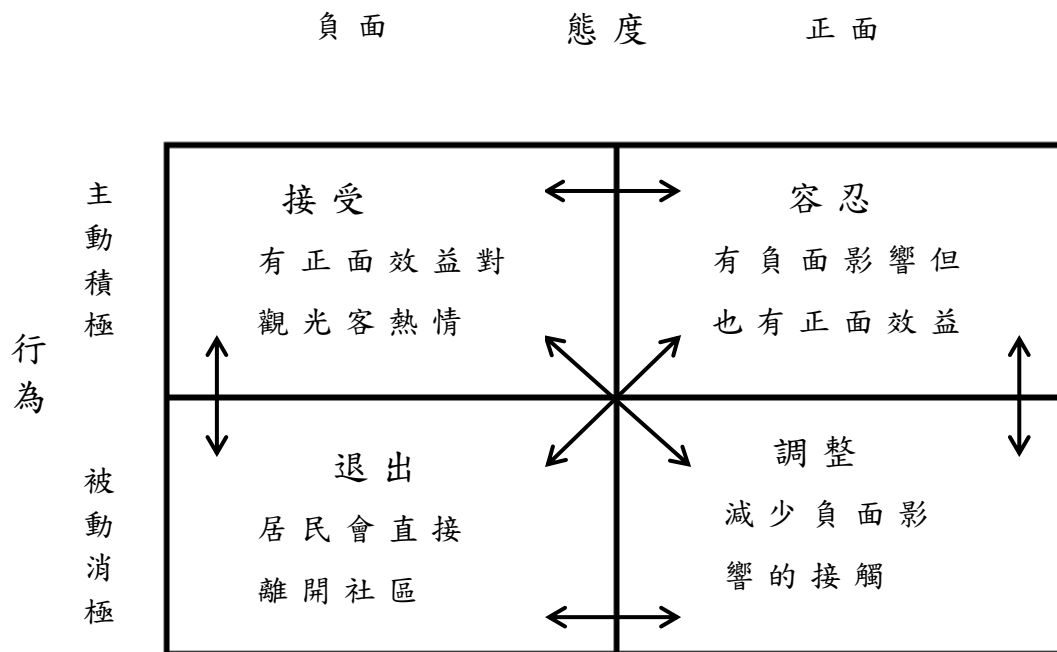 負面 態度 正面
主動積極
接受
有正面效益對
觀光客熱情
容忍
有負面影響但
也有正面效益
行為
被動消極
退出
居民會直接
離開社區
調整
減少負面影
響的接觸